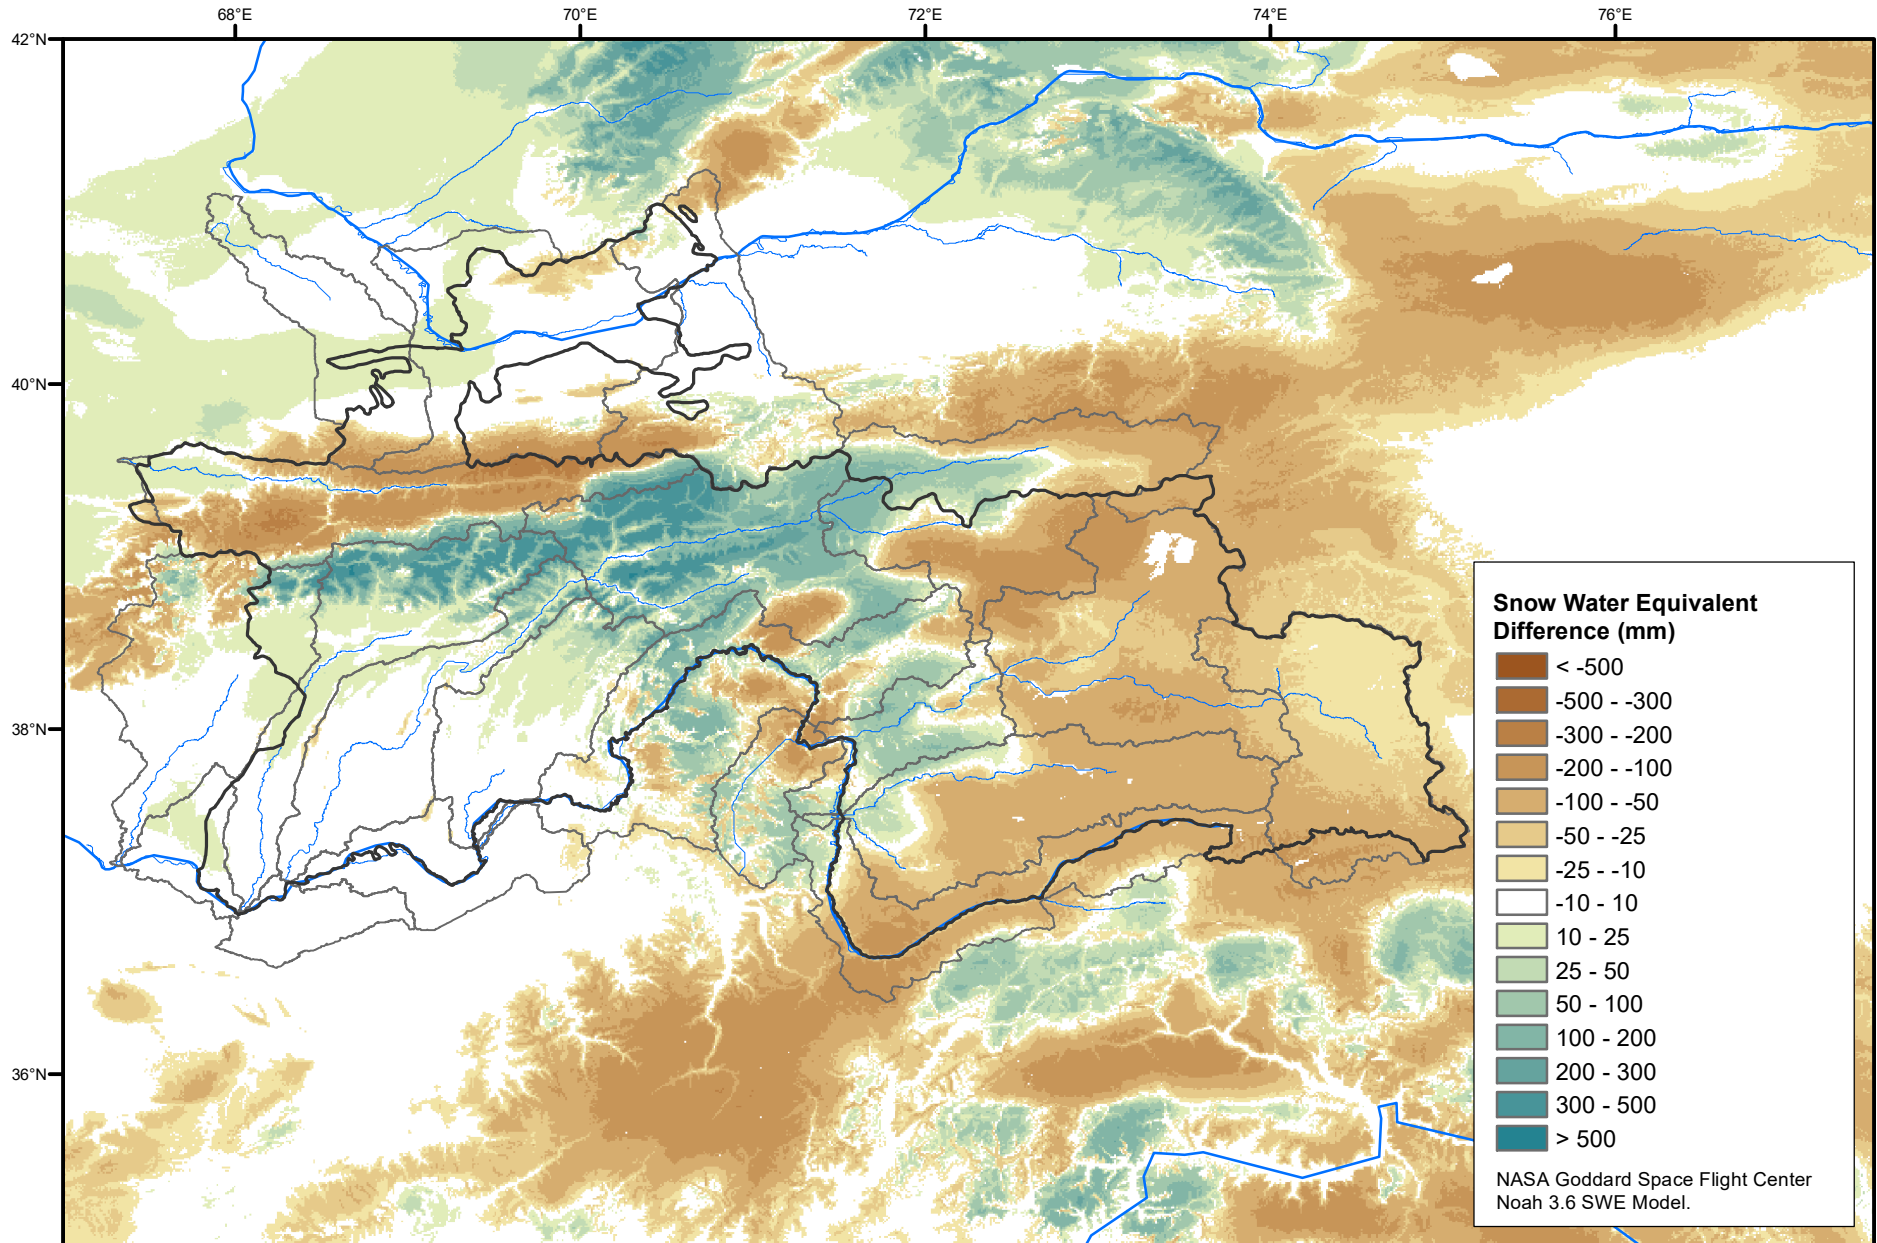 68°E 70°E 72°E 74°E 76°E
42°N
40°N
38°N
36°N
Snow Water Equivalent
Difference (mm)
< -500
-500 - -300
-300 - -200
-200 - -100
-100 - -50
-50 - -25
-25 - -10
-10 - 10
10 - 25
25 - 50
50 - 100
100 - 200
200 - 300
300 - 500
> 500
NASA Goddard Space Flight Center
Noah 3.6 SWE Model.